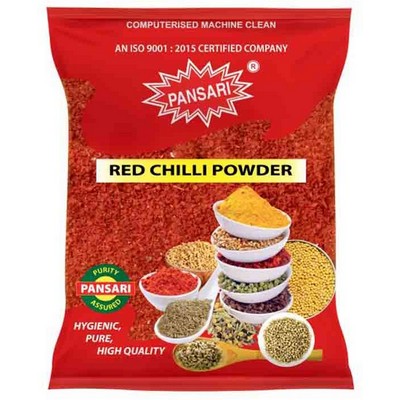 COMPUTERISED MACHINE CLEAN
AN ISO 9001 : 2015 CERTIFIED COMPANY
PANSARI®
RED CHILLI POWDER
PURITY
PANSARI
ASSURED
HYGIENIC,
PURE,
HIGH QUALITY